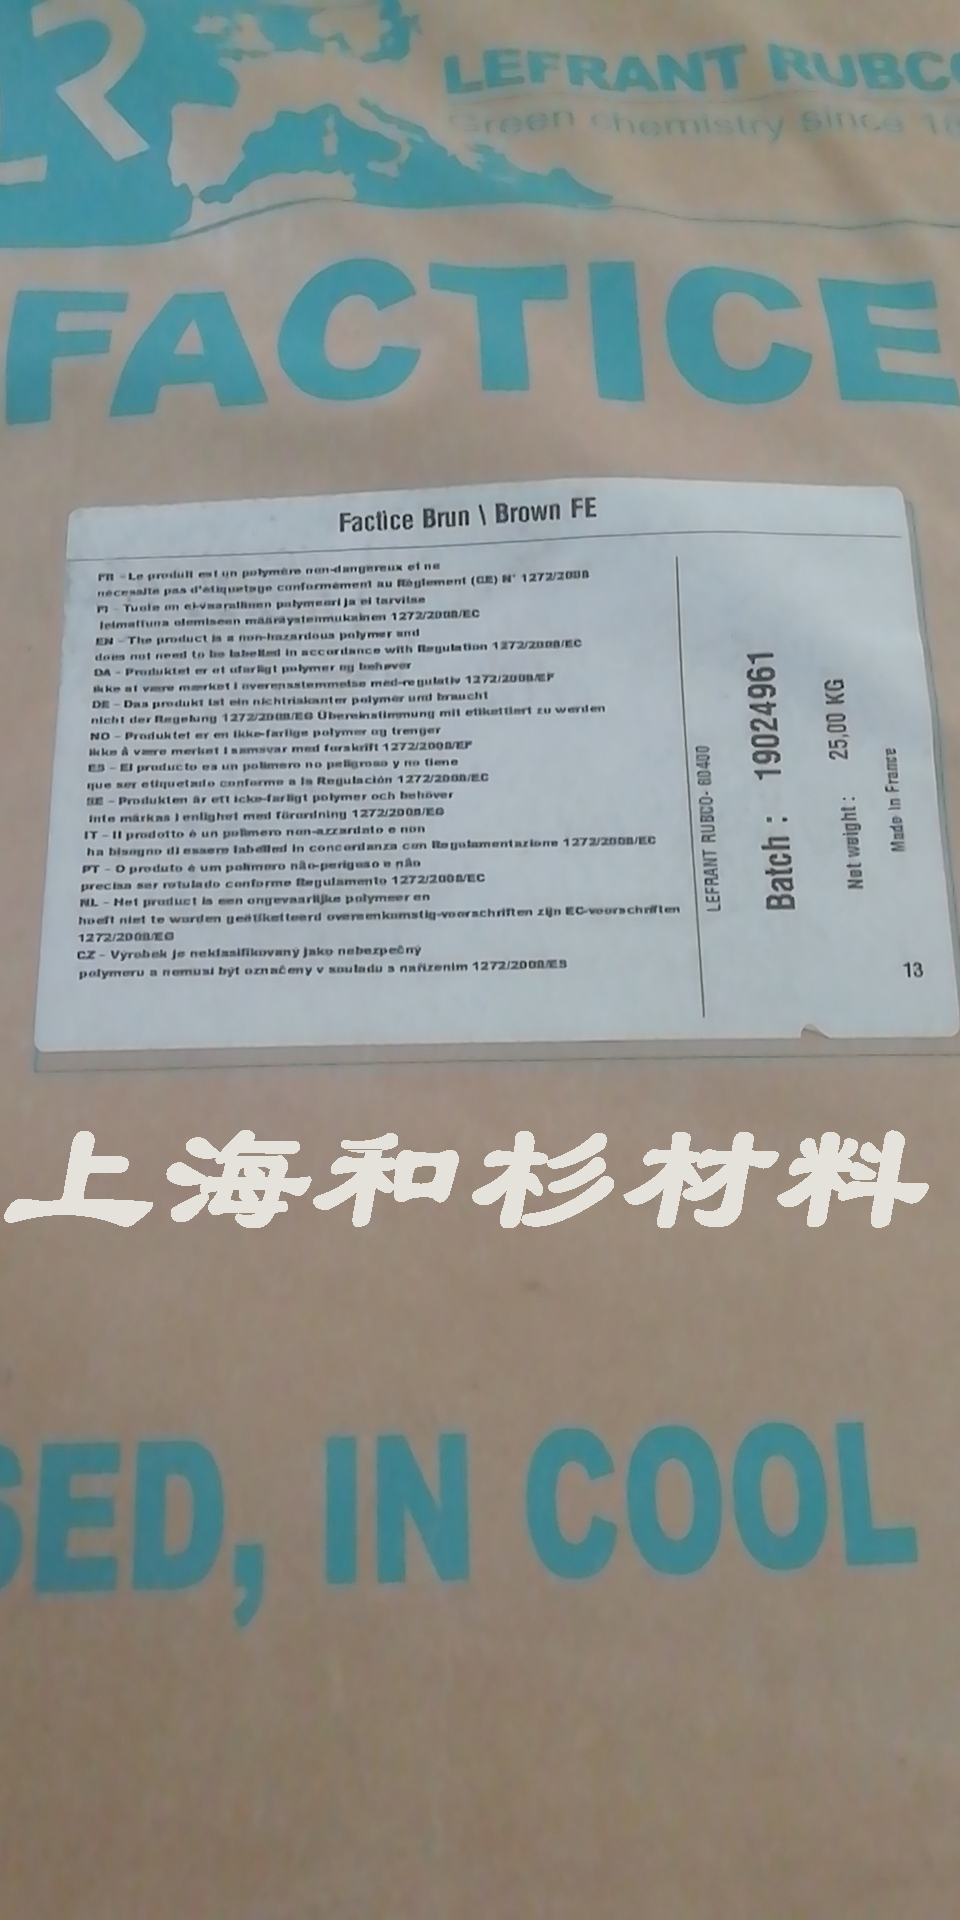 LR
LEFRANT RUBCO
Green chemistry since 18
FACTICE
Factice Brun \ Brown FE
FR - Le produit est un polymère non-dangereux et ne
nécessite pas d'étiquetage conformément au Règlement (CE) N° 1272/2008
FI - Tuote on ei-vaarallinen polymeeri ja ei tarvitse
leimattuna olemiseen määräystenmukainen 1272/2008/EC
EN - The product is a non-hazardous polymer and
does not need to be labelled in accordance with Regulation 1272/2008/EC
DA - Produktet er et ufarligt polymer og behøver
ikke at være mærket i overensstemmelse med-regulativ 1272/2008/EF
DE - Das produkt ist ein nichtriskanter polymer und braucht
nicht der Regelung 1272/2008/EG Übereinstimmung mit etikettiert zu werden
NO - Produktet er en ikke-farlige polymer og trenger
ikke å være merket i samsvar med forskrift 1272/2008/EF
ES - El producto es un polímero no peligroso y no tiene
que ser etiquetado conforme a la Regulación 1272/2008/EC
SE - Produkten är ett icke-farligt polymer och behöver
inte märkas i enlighet med förordning 1272/2008/EG
IT - Il prodotto è un polimero non-azzardato e non
ha bisogno di essere labelled in concordanza con Regolamentazione 1272/2008/EC
PT - O produto è um polímero não-perigoso e não
precisa ser rotulado conforme Regulamento 1272/2008/EC
NL - Het product is een ongevaarlijke polymeer en
hoeft niet te worden geëtiketteerd overeenkomstig-voorschriften zijn EC-voorschriften
1272/2008/EG
CZ - Výrobek je neklasifikovaný jako nebezpečný
polymeru a nemusí být označený v souladu s nařízením 1272/2008/ES
LEFRANT RUBCO- 80400
Batch : 19024961
Net weight : 25,00 KG
Made In France
13
上海和杉材料
SED, IN COOL